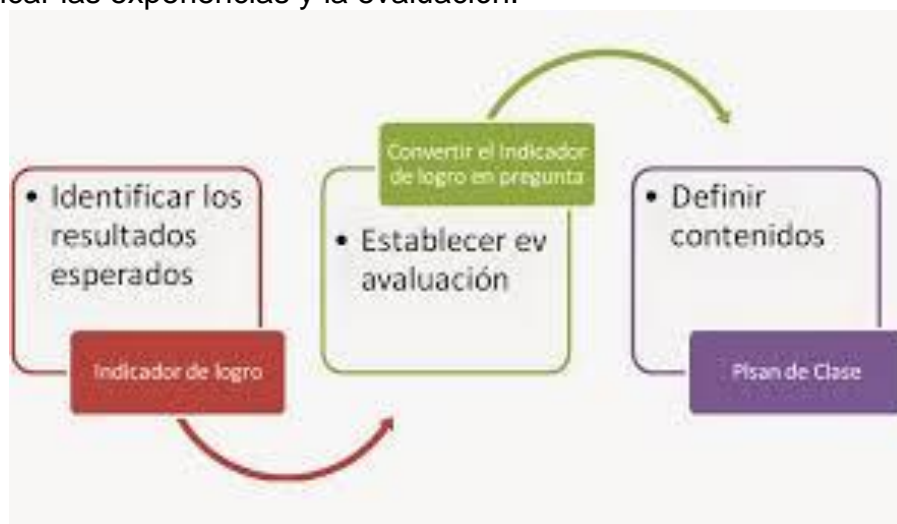 icar las experiencias y la evaluación.
• Identificar los
resultados
esperados
Indicador de logro
Convertir el Indicador
de logro en pregunta
• Establecer ev
avaluación
• Definir
contenidos
Plsan de Clase